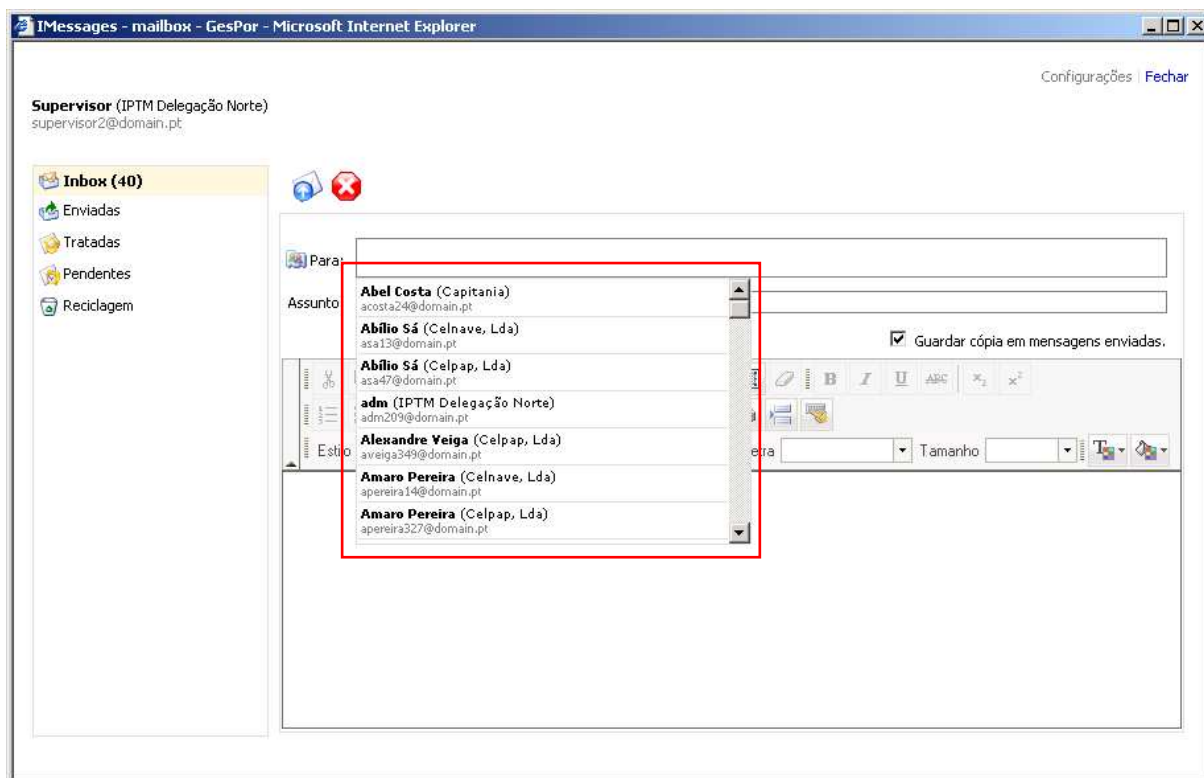 IMessages - mailbox - GesPor - Microsoft Internet Explorer
Configurações | Fechar
Supervisor (IPTM Delegação Norte)
supervisor2@domain.pt
Inbox (40)
Enviadas
Tratadas
Pendentes
Reciclagem
Para:
Assunto
Abel Costa (Capitania)
acosta24@domain.pt
Abílio Sá (Celnave, Lda)
asa13@domain.pt
Abílio Sá (Celpap, Lda)
asa47@domain.pt
adm (IPTM Delegação Norte)
adm209@domain.pt
Alexandre Veiga (Celpap, Lda)
aveiga349@domain.pt
Amaro Pereira (Celnave, Lda)
apereira14@domain.pt
Amaro Pereira (Celpap, Lda)
apereira327@domain.pt
Guardar cópia em mensagens enviadas.
B I U ABC x₂ x²
Tamanho